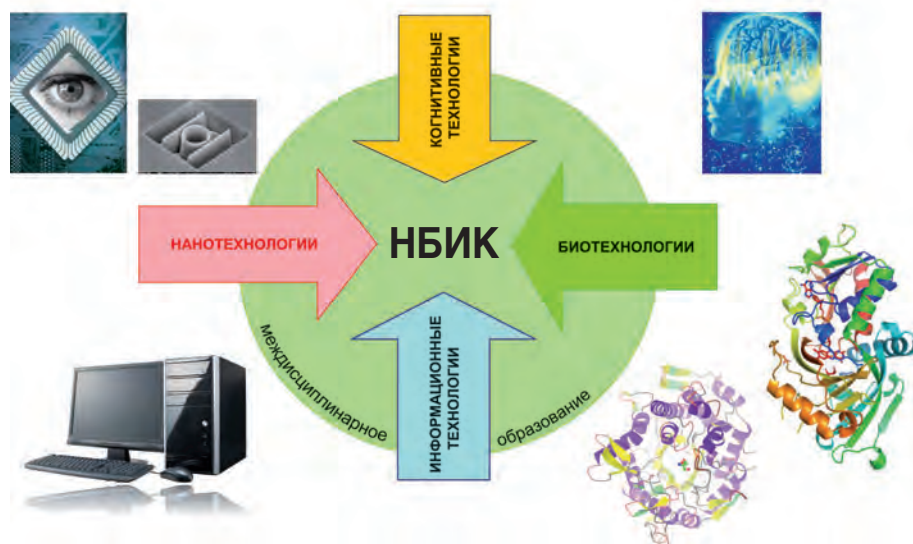 КОГНИТИВНЫЕ
ТЕХНОЛОГИИ
НАНОТЕХНОЛОГИИ
НБИК
БИОТЕХНОЛОГИИ
ИНФОРМАЦИОННЫЕ
ТЕХНОЛОГИИ
междисциплинарное
образование